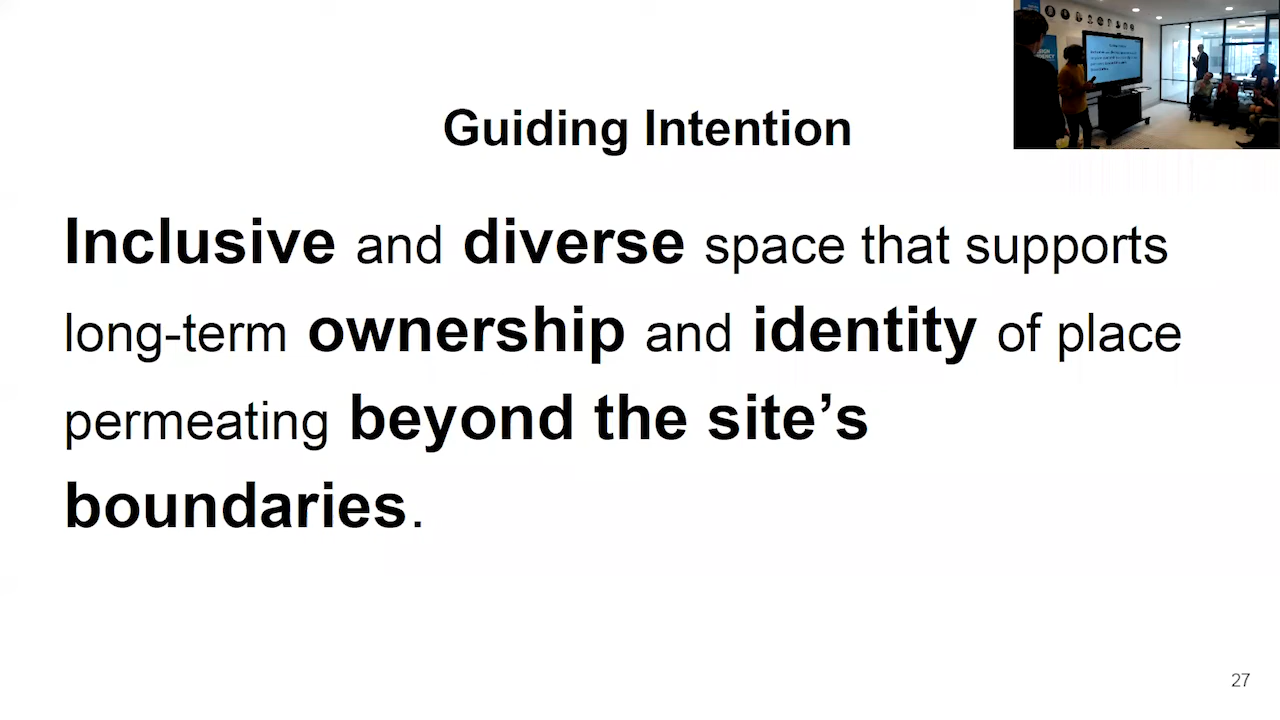 Guiding Intention
Inclusive and diverse space that supports
long-term ownership and identity of place
permeating beyond the site’s
boundaries.
27